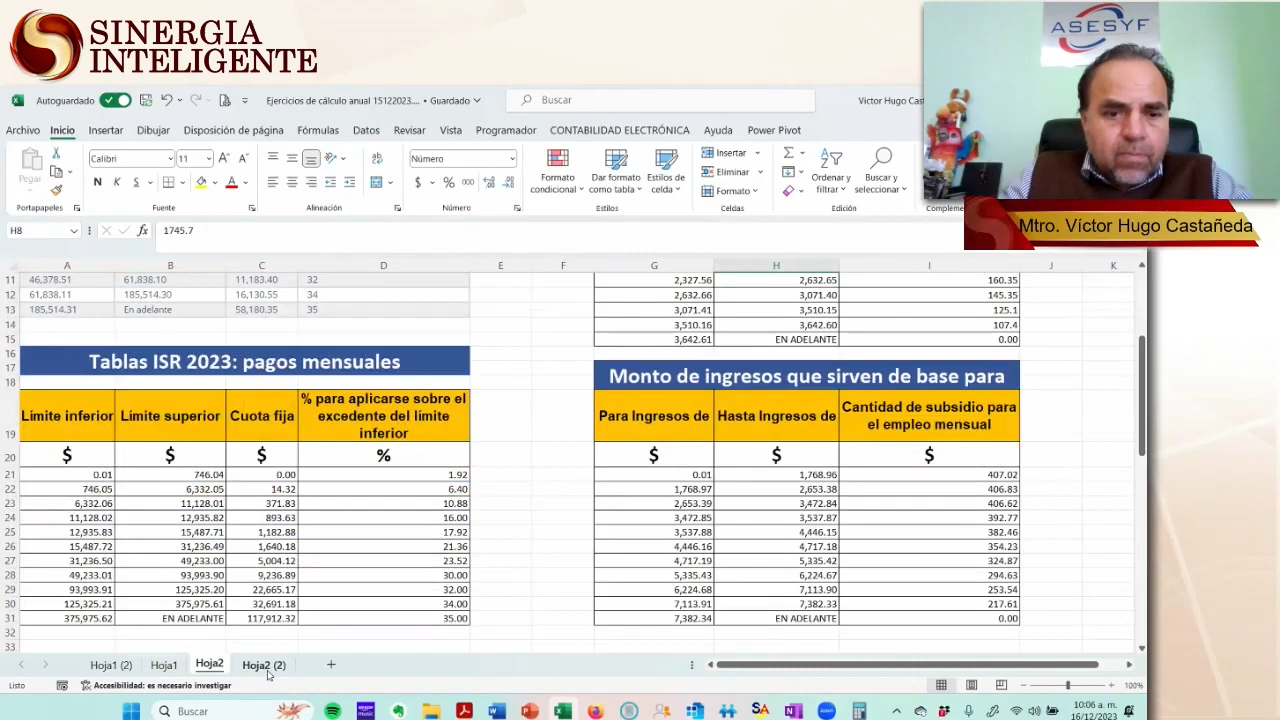 SINERGIA
INTELIGENTE
ASESYF
Mtro. Víctor Hugo Castañeda
Autoguardado
Ejercicios de cálculo anual 15122023.... • Guardado
Buscar
Victor Hugo Cast
Archivo Inicio Insertar Dibujar Disposición de página Fórmulas Datos Revisar Vista Programador CONTABILIDAD ELECTRÓNICA Ayuda Power Pivot
Pegar
Calibri 11
N K S
Número
$ % 000
Formato condicional
Dar formato como tabla
Estilos de celda
Insertar
Eliminar
Formato
Ordenar y filtrar
Buscar y seleccionar
Portapapeles Fuente Alineación Número Estilos Celdas Edición Compleme
H8 fx 1745.7
A B C D E F G H I J K
11 46,378.51 61,838.10 11,183.40 32 2,327.56 2,632.65 160.35
12 61,838.11 185,514.30 16,130.55 34 2,632.66 3,071.40 145.35
13 185,514.31 En adelante 58,180.35 35 3,071.41 3,510.15 125.1
14 3,510.16 3,642.60 107.4
15 3,642.61 EN ADELANTE 0.00
16
17 Tablas ISR 2023: pagos mensuales Monto de ingresos que sirven de base para
18
19 Límite inferior Límite superior Cuota fija % para aplicarse sobre el excedente del límite inferior Para Ingresos de Hasta Ingresos de Cantidad de subsidio para el empleo mensual
20 $ $ $ % $ $ $
21 0.01 746.04 0.00 1.92 0.01 1,768.96 407.02
22 746.05 6,332.05 14.32 6.40 1,768.97 2,653.38 406.83
23 6,332.06 11,128.01 371.83 10.88 2,653.39 3,472.84 406.62
24 11,128.02 12,935.82 893.63 16.00 3,472.85 3,537.87 392.77
25 12,935.83 15,487.71 1,182.88 17.92 3,537.88 4,446.15 382.46
26 15,487.72 31,236.49 1,640.18 21.36 4,446.16 4,717.18 354.23
27 31,236.50 49,233.00 5,004.12 23.52 4,717.19 5,335.42 324.87
28 49,233.01 93,993.90 9,236.89 30.00 5,335.43 6,224.67 294.63
29 93,993.91 125,325.20 22,665.17 32.00 6,224.68 7,113.90 253.54
30 125,325.21 375,975.61 32,691.18 34.00 7,113.91 7,382.33 217.61
31 375,975.62 EN ADELANTE 117,912.32 35.00 7,382.34 EN ADELANTE 0.00
32
33
Hoja1 (2) Hoja1 Hoja2 Hoja2 (2)
Listo Accesibilidad: es necesario investigar 100%
Buscar
10:06 a. m.
16/12/2023